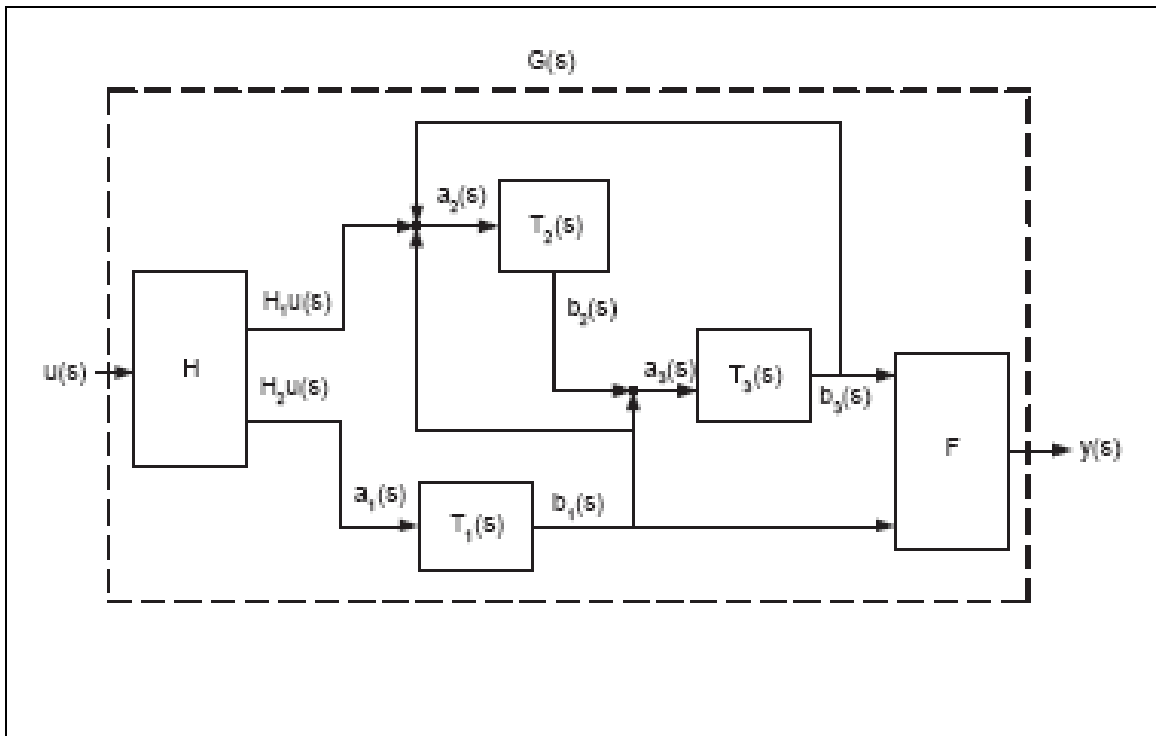 G(s)
a₂(s)
T₂(s)
H₁u(s)
b₂(s)
u(s)
H
a₃(s)
T₃(s)
b₃(s)
H₂u(s)
F
y(s)
a₁(s)
T₁(s)
b₁(s)